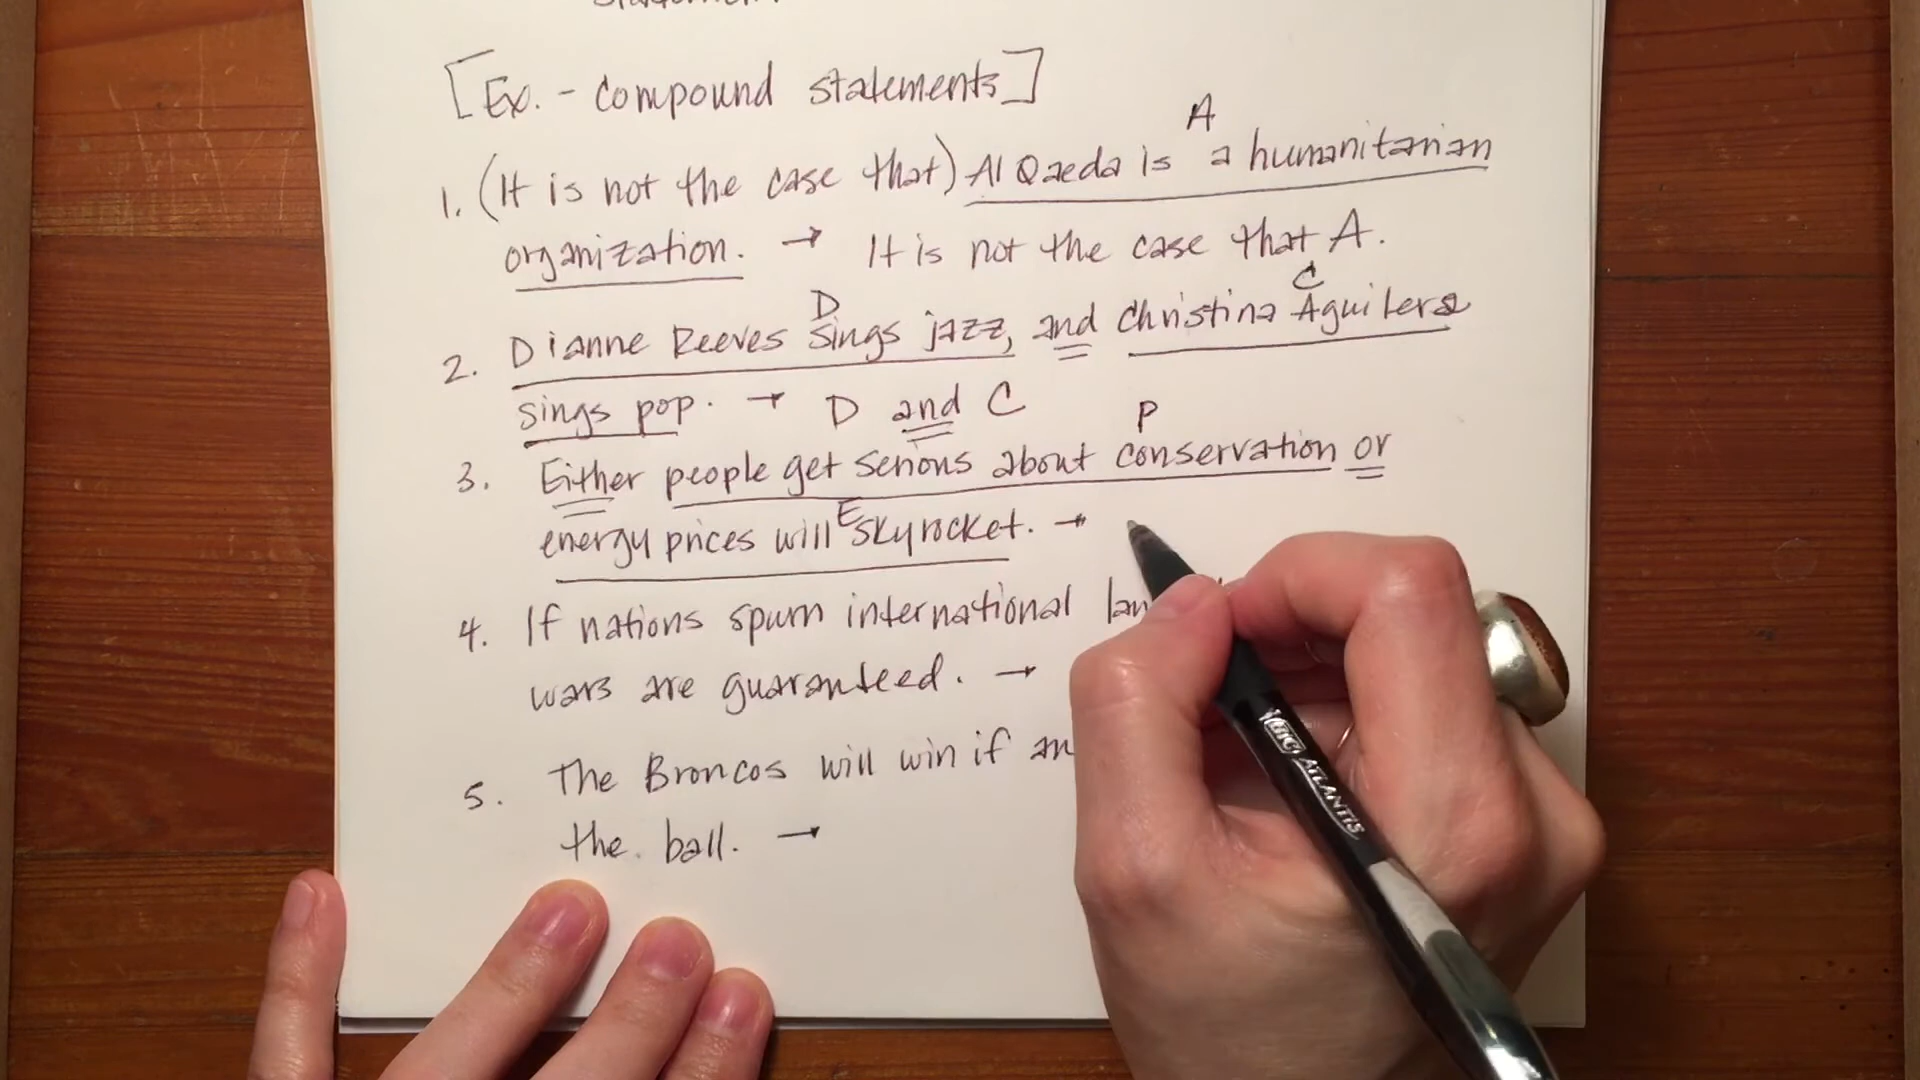 [Ex. - compound statements]
A
1. (It is not the case that) Al Qaeda is a humanitarian
organization. → It is not the case that A.
D C
2. Dianne Reeves sings jazz, and Christina Aguilera
sings pop. → D and C
P
3. Either people get serious about conservation or
E
energy prices will skyrocket. →
4. If nations spurn international
wars are guaranteed. →
5. The Broncos will win if
the ball. →
BIC ATLANTIS